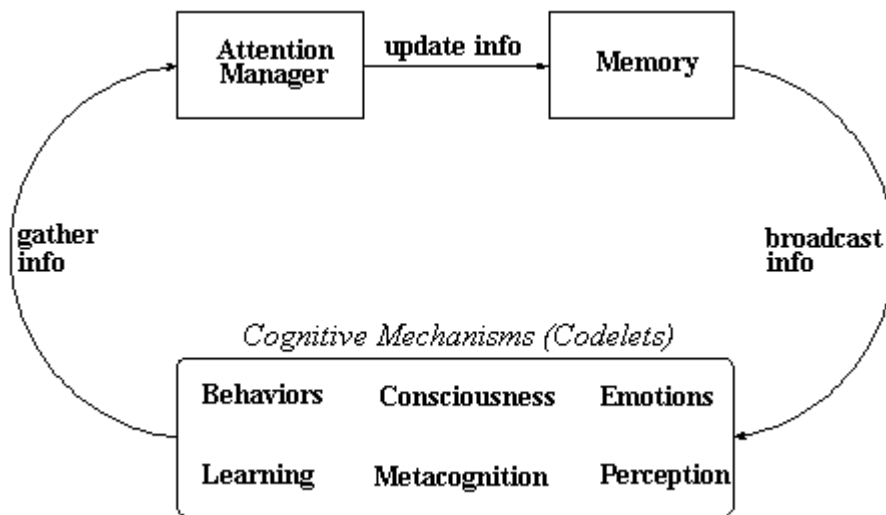 Attention
Manager
update info
Memory
gather
info
broadcast
info
Cognitive Mechanisms (Codelets)
Behaviors Consciousness Emotions
Learning Metacognition Perception